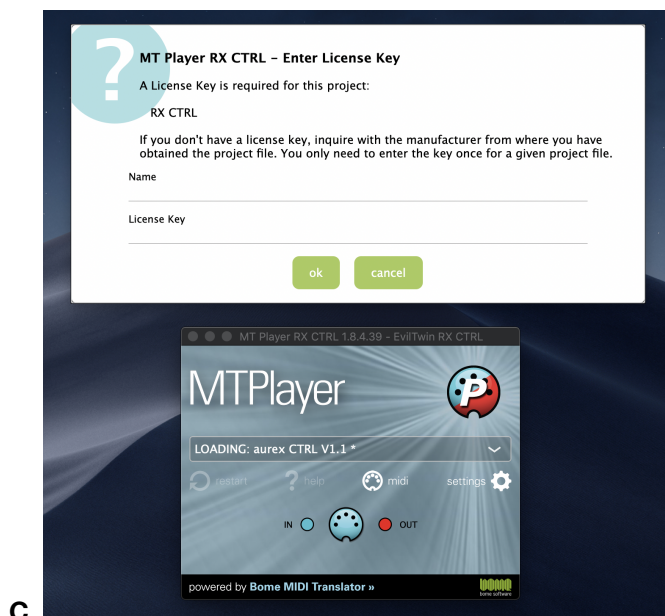 ?
MT Player RX CTRL – Enter License Key
A License Key is required for this project:
RX CTRL
If you don't have a license key, inquire with the manufacturer from where you have
obtained the project file. You only need to enter the key once for a given project file.
Name
License Key
ok cancel
MT Player RX CTRL 1.8.4.39 - EvilTwin RX CTRL
MTPlayer
P
LOADING: aurex CTRL V1.1 *
restart ? help midi settings
IN OUT
powered by Bome MIDI Translator »
bome software
C